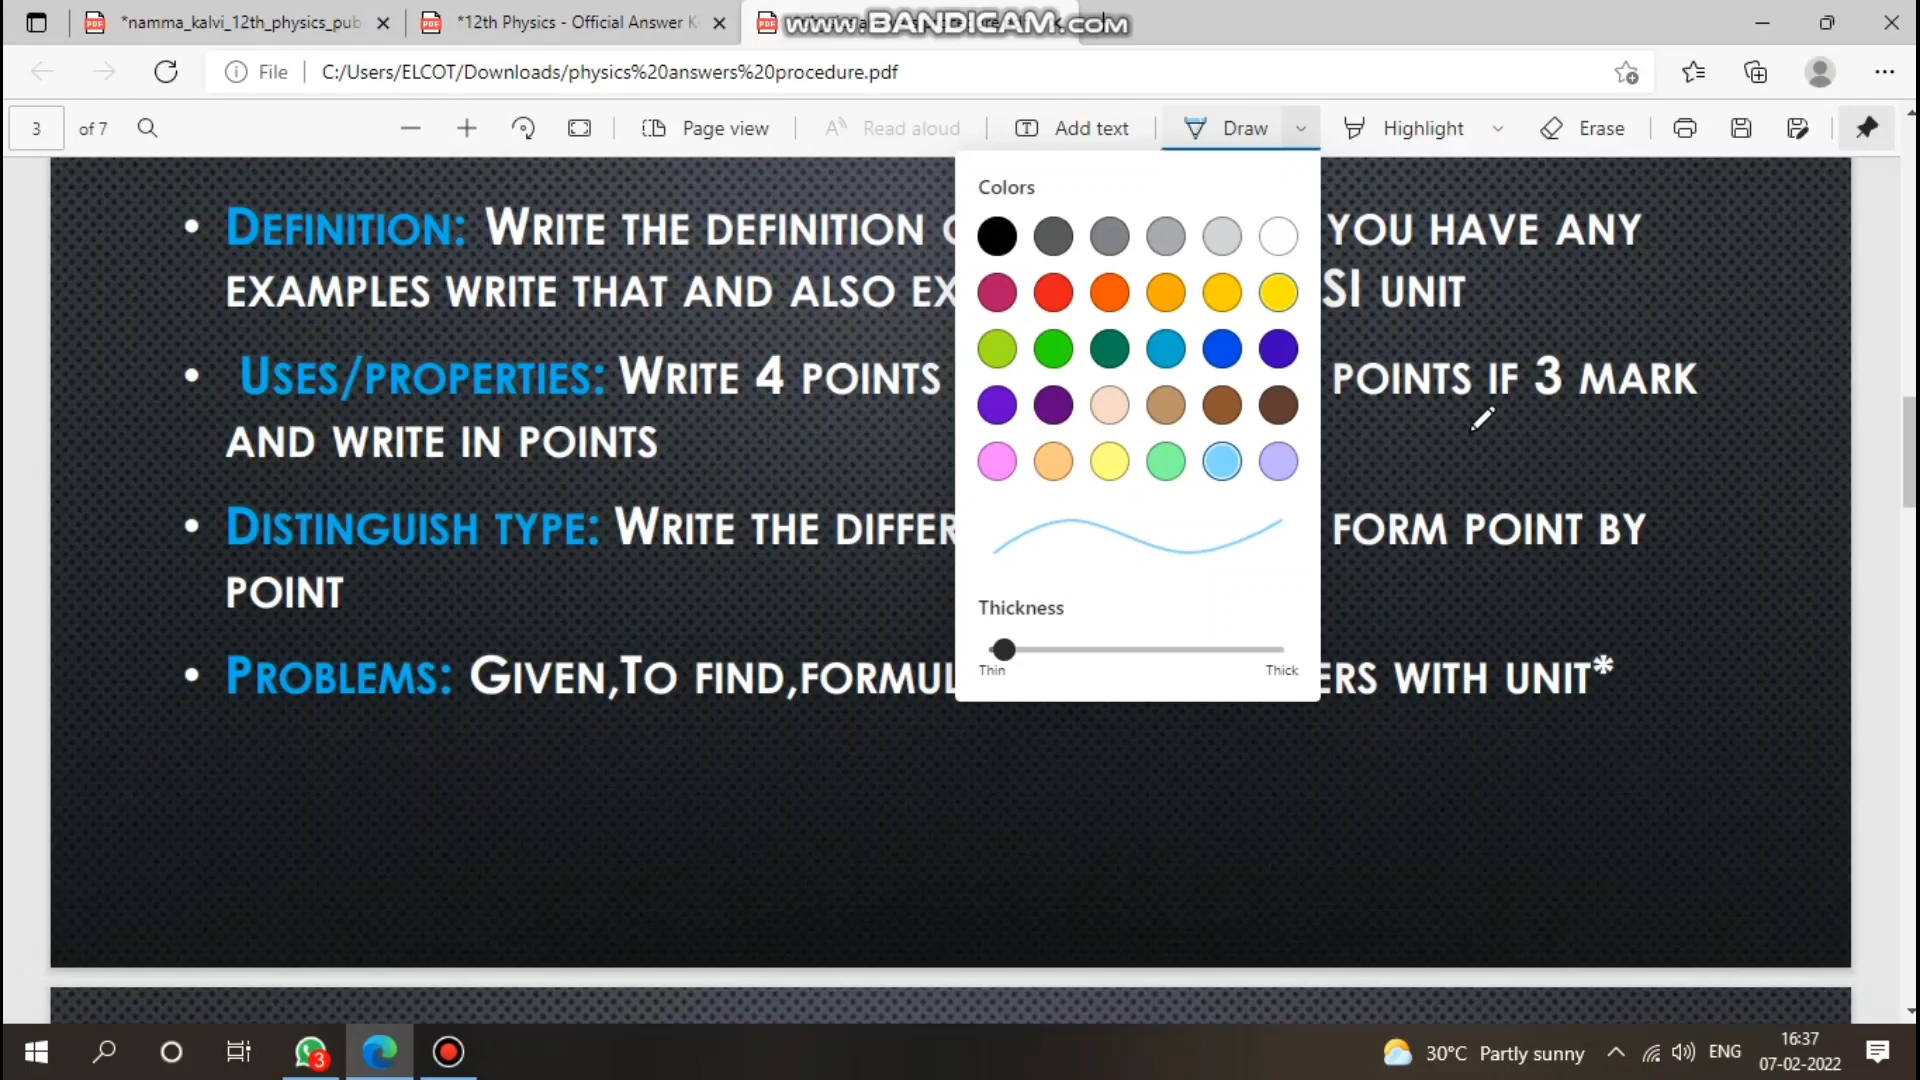 *namma_kalvi_12th_physics_pub
*12th Physics - Official Answer K
www.BANDICAM.com
File
C:/Users/ELCOT/Downloads/physics%20answers%20procedure.pdf
3 of 7
Page view
Read aloud
Add text
Draw
Highlight
Erase
Colors
• DEFINITION: WRITE THE DEFINITION YOU HAVE ANY
EXAMPLES WRITE THAT AND ALSO EX SI UNIT
• USES/PROPERTIES: WRITE 4 POINTS POINTS IF 3 MARK
AND WRITE IN POINTS
• DISTINGUISH TYPE: WRITE THE DIFFER FORM POINT BY
POINT
Thickness
Thin
Thick
• PROBLEMS: GIVEN,TO FIND,FORMUL ERS WITH UNIT*
3
30°C Partly sunny
ENG
16:37
07-02-2022